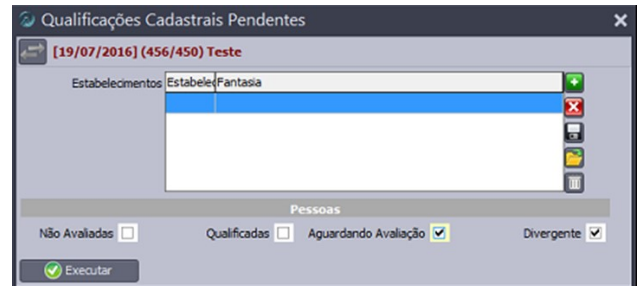 Qualificações Cadastrais Pendentes
[19/07/2016] (456/450) Teste
Estabelecimentos Estabelec Fantasia
Pessoas
Não Avaliadas Qualificadas Aguardando Avaliação Divergente
Executar